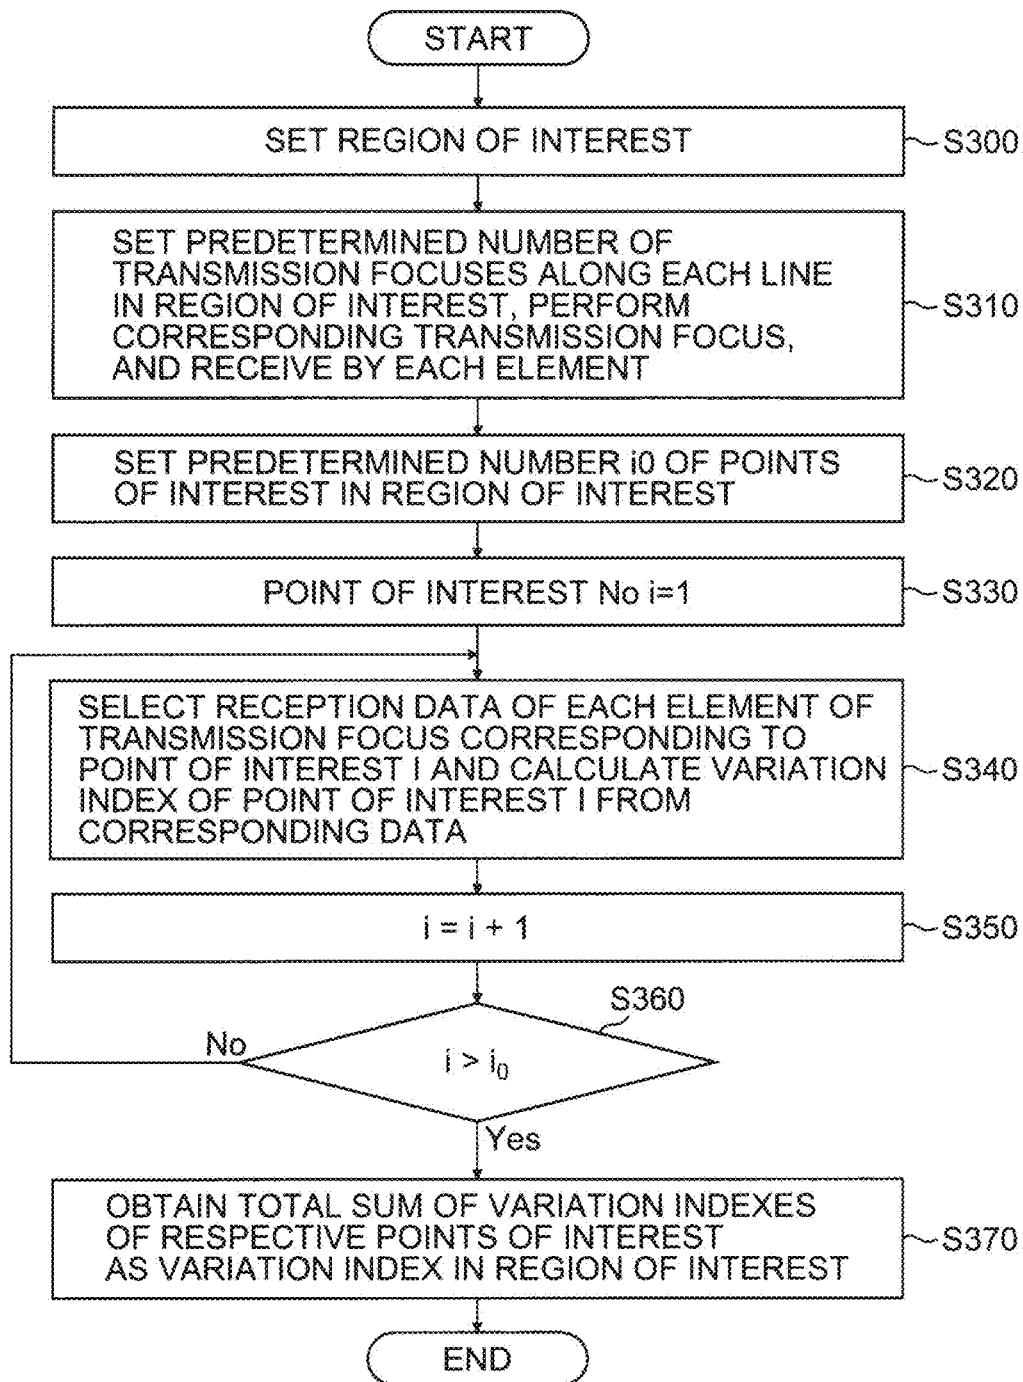 START
SET REGION OF INTEREST
S300
SET PREDETERMINED NUMBER OF
TRANSMISSION FOCUSES ALONG EACH LINE
IN REGION OF INTEREST, PERFORM
CORRESPONDING TRANSMISSION FOCUS,
AND RECEIVE BY EACH ELEMENT
S310
SET PREDETERMINED NUMBER i0 OF POINTS
OF INTEREST IN REGION OF INTEREST
S320
POINT OF INTEREST No i=1
S330
SELECT RECEPTION DATA OF EACH ELEMENT OF
TRANSMISSION FOCUS CORRESPONDING TO
POINT OF INTEREST I AND CALCULATE VARIATION
INDEX OF POINT OF INTEREST I FROM
CORRESPONDING DATA
S340
i = i + 1
S350
S360
No
i > i₀
Yes
OBTAIN TOTAL SUM OF VARIATION INDEXES
OF RESPECTIVE POINTS OF INTEREST
AS VARIATION INDEX IN REGION OF INTEREST
S370
END